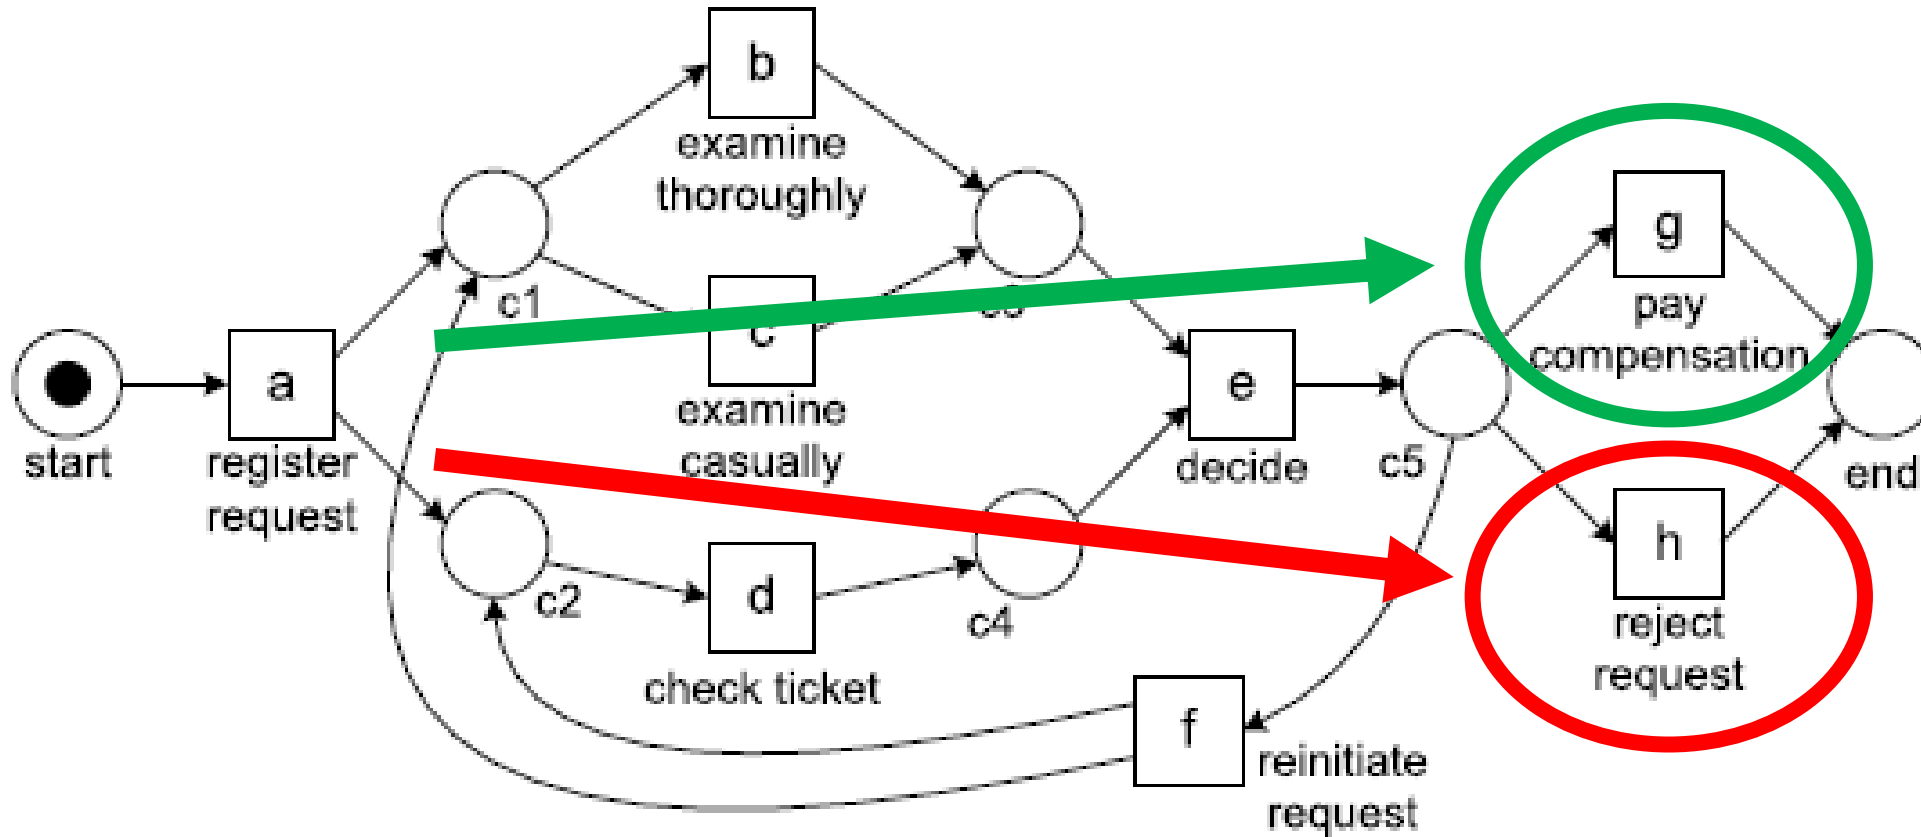 b
examine
thoroughly
c1
c
examine
casually
start
a
register
request
c2
d
check ticket
c4
e
decide
c5
f
reinitiate
request
g
pay
compensation
end
h
reject
request